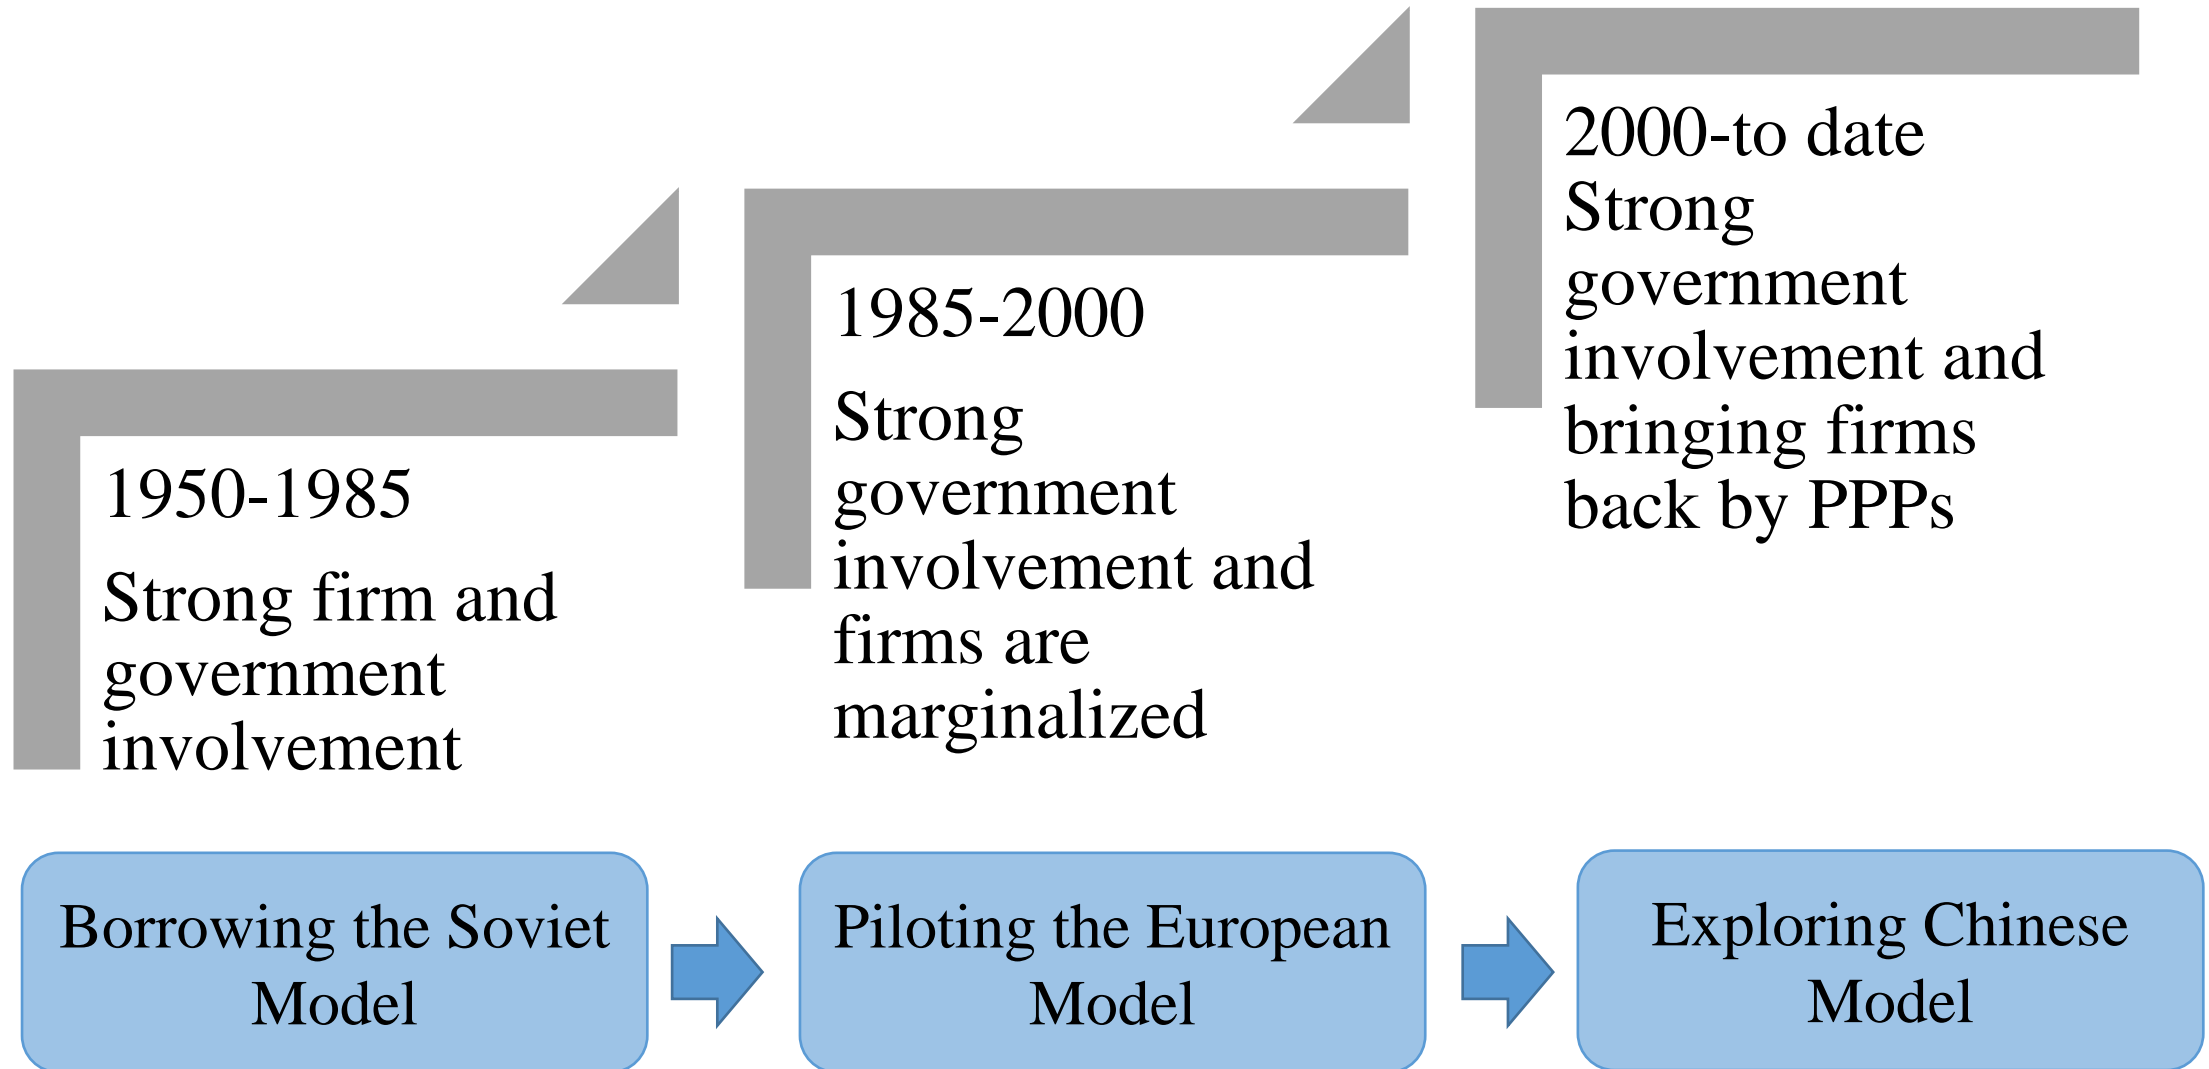 1950-1985
Strong firm and
government
involvement
1985-2000
Strong
government
involvement and
firms are
marginalized
2000-to date
Strong
government
involvement and
bringing firms
back by PPPs
Borrowing the Soviet
Model
Piloting the European
Model
Exploring Chinese
Model